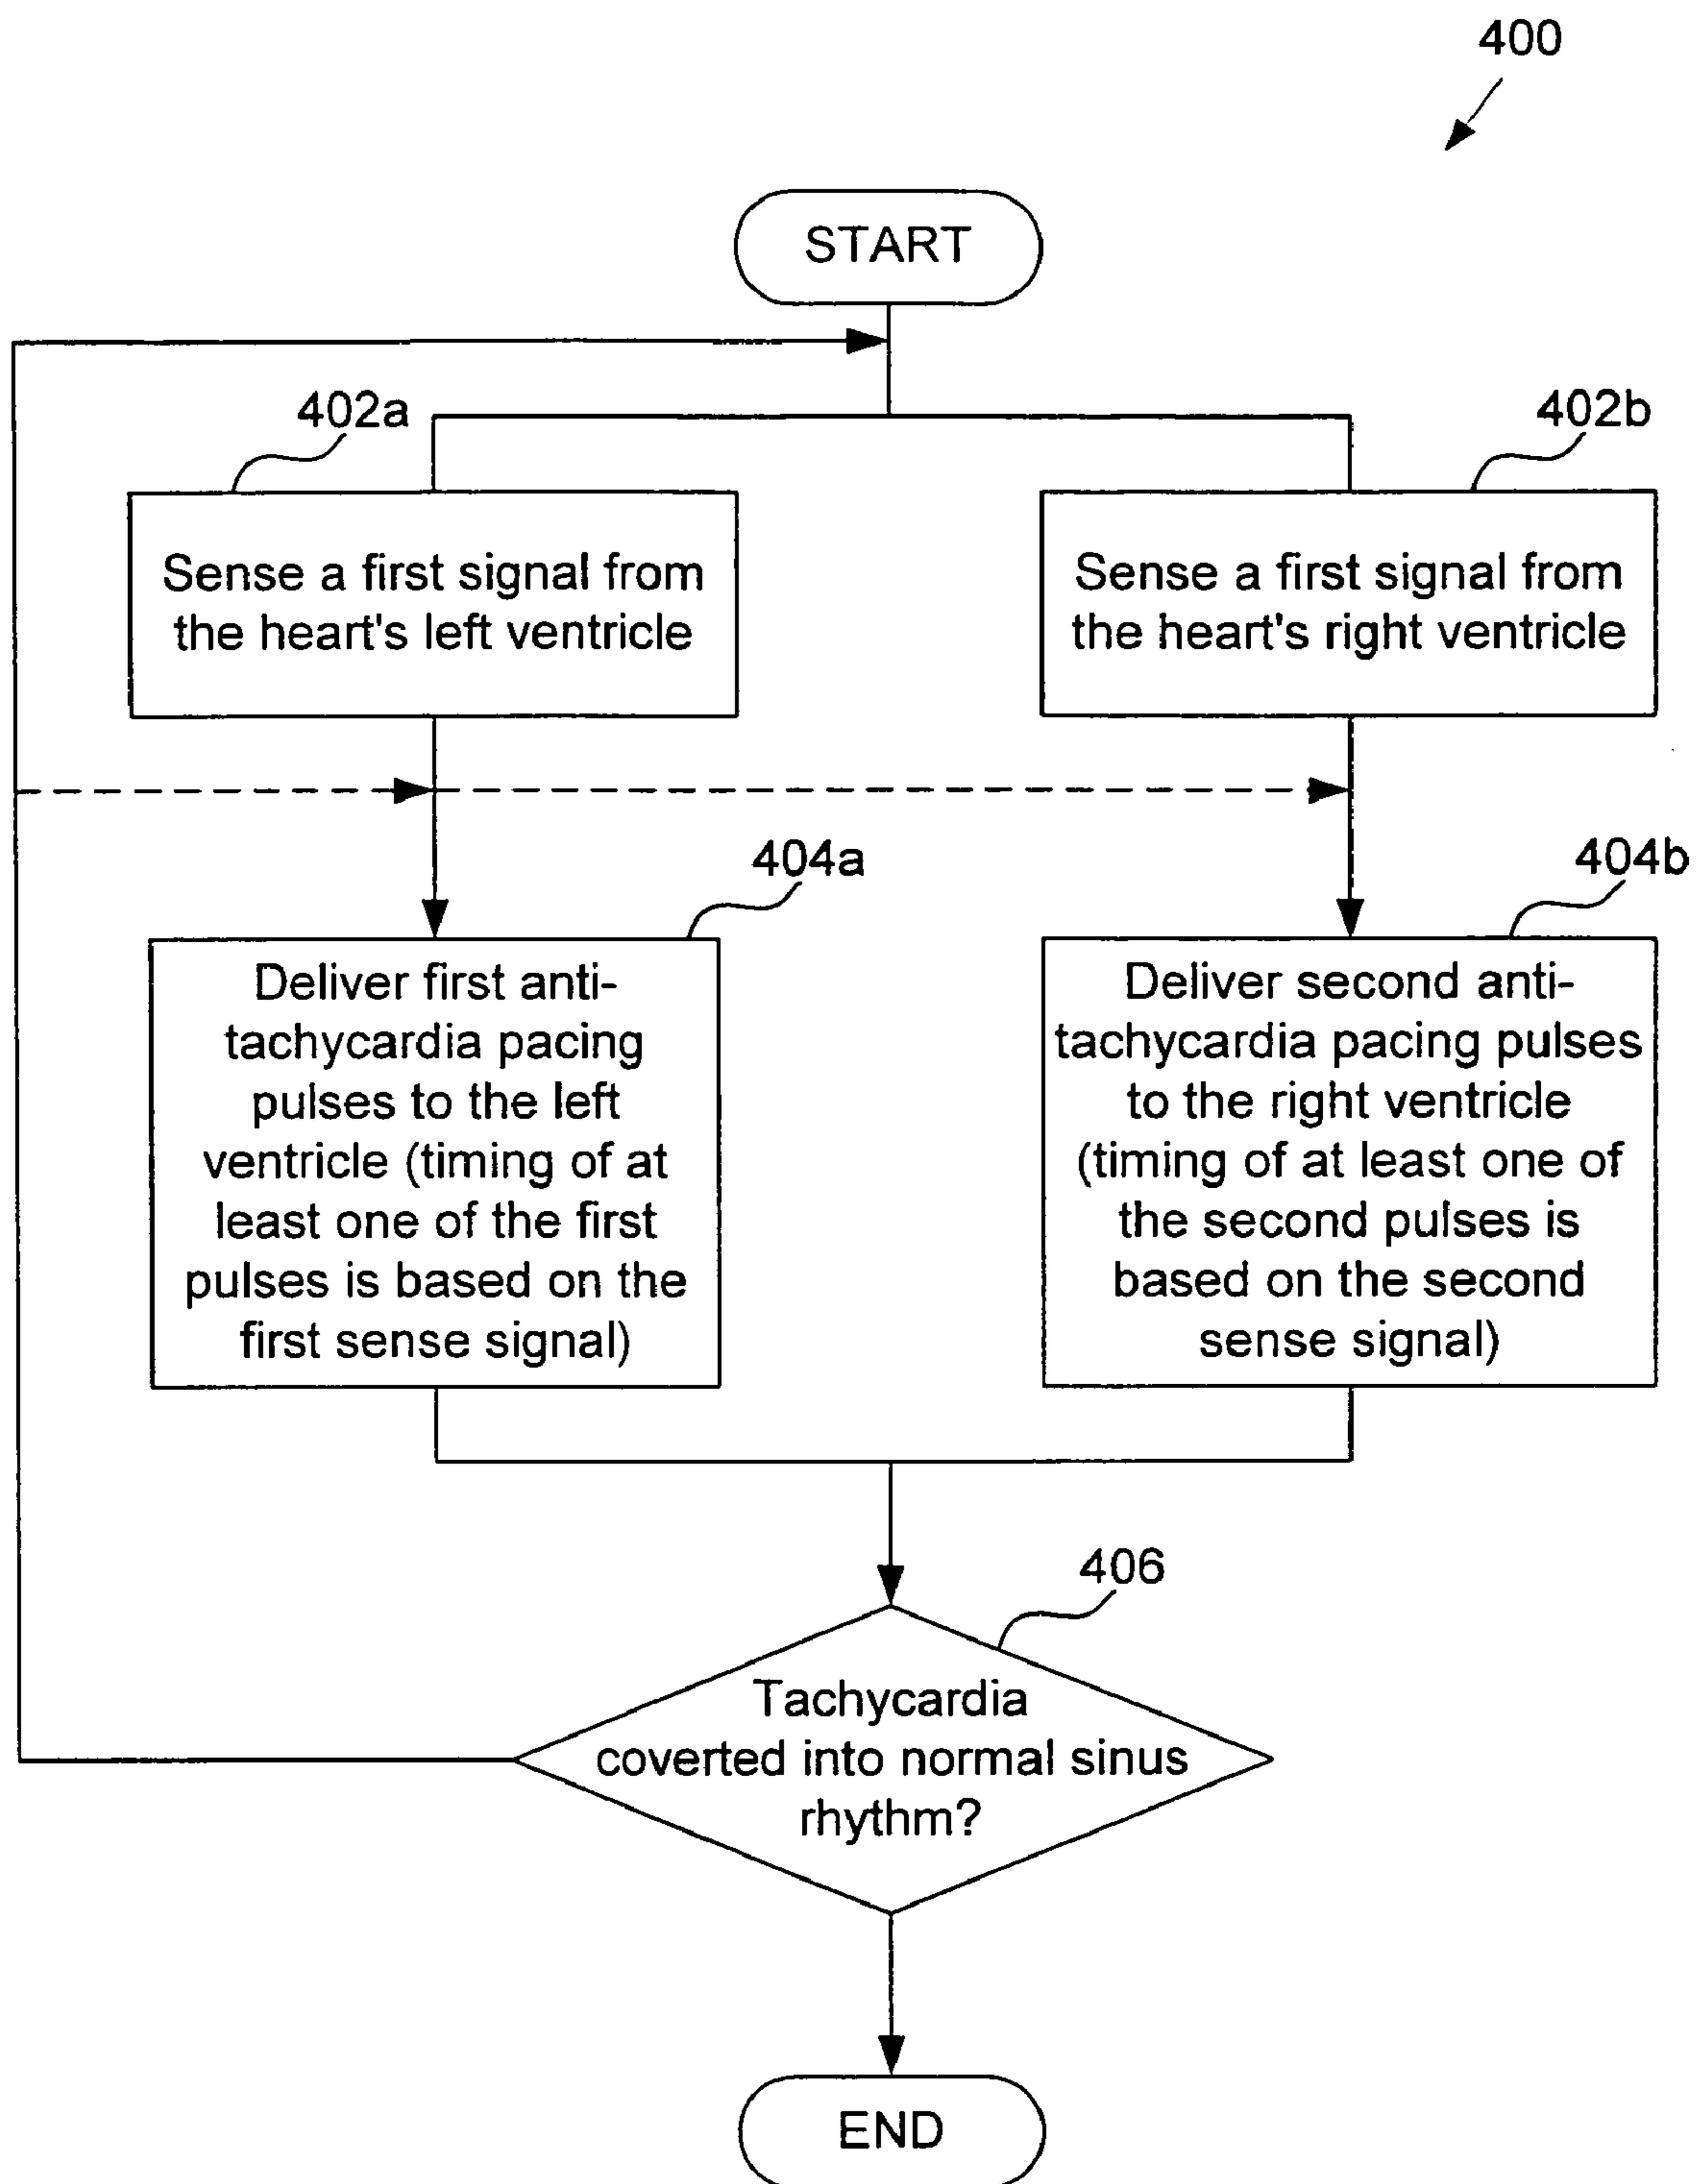 400
START
402a
402b
Sense a first signal from
the heart's left ventricle
Sense a first signal from
the heart's right ventricle
404a
404b
Deliver first anti-
tachycardia pacing
pulses to the left
ventricle (timing of at
least one of the first
pulses is based on the
first sense signal)
Deliver second anti-
tachycardia pacing pulses
to the right ventricle
(timing of at least one of
the second pulses is
based on the second
sense signal)
406
Tachycardia
coverted into normal sinus
rhythm?
END